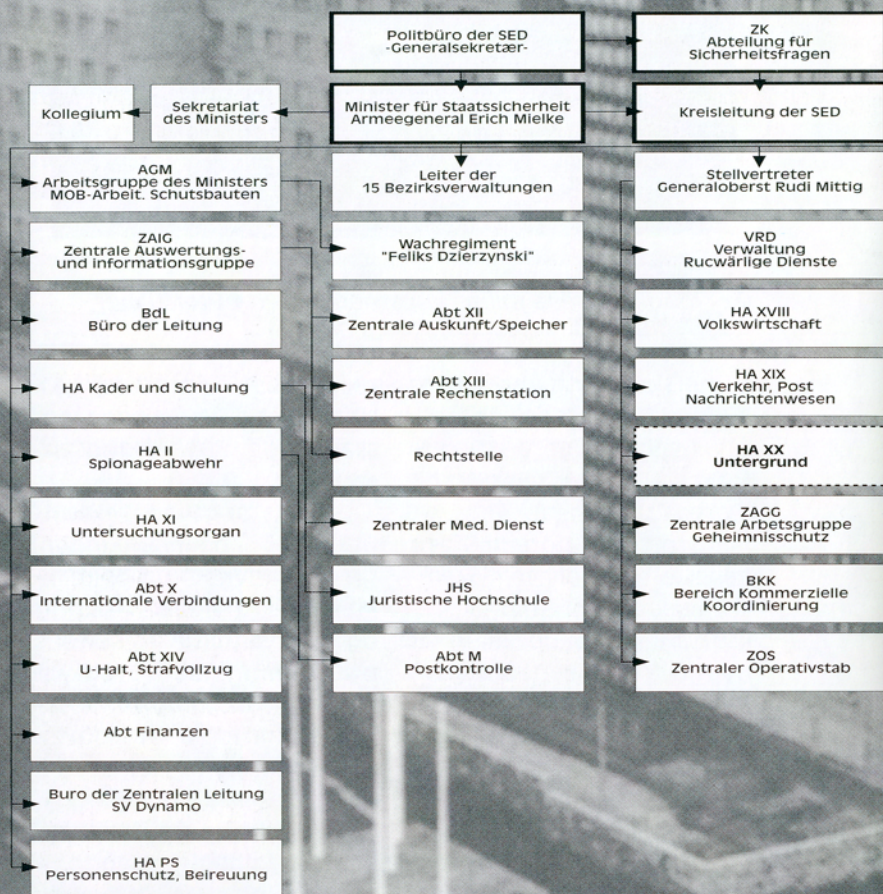 Politbüro der SED
-Generalsekretær-
ZK
Abteilung für
Sicherheitsfragen
Kollegium
Sekretariat
des Ministers
Minister für Staatssicherheit
Armeegeneral Erich Mielke
Kreisleitung der SED
AGM
Arbeitsgruppe des Ministers
MOB-Arbeit. Schutsbauten
Leiter der
15 Bezirksverwaltungen
Stellvertreter
Generaloberst Rudi Mittig
ZAIG
Zentrale Auswertungs-
und informationsgruppe
Wachregiment
"Feliks Dzierzynski"
VRD
Verwaltung
Rucwärlige Dienste
BdL
Büro der Leitung
Abt XII
Zentrale Auskunft/Speicher
HA XVIII
Volkswirtschaft
HA Kader und Schulung
Abt XIII
Zentrale Rechenstation
HA XIX
Verkehr, Post
Nachrichtenwesen
HA II
Spionageabwehr
Rechtstelle
HA XX
Untergrund
HA XI
Untersuchungsorgan
Zentraler Med. Dienst
ZAGG
Zentrale Arbetsgruppe
Geheimnisschutz
Abt X
Internationale Verbindungen
JHS
Juristische Hochschule
BKK
Bereich Kommerzielle
Koordinierung
Abt XIV
U-Halt, Strafvollzug
Abt M
Postkontrolle
ZOS
Zentraler Operativstab
Abt Finanzen
Buro der Zentralen Leitung
SV Dynamo
HA PS
Personenschutz, Beireuung